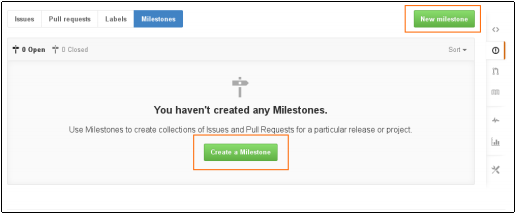 Issues Pull requests Labels Milestones New milestone
0 Open 0 Closed Sort
You haven't created any Milestones.
Use Milestones to create collections of Issues and Pull Requests for a particular release or project.
Create a Milestone